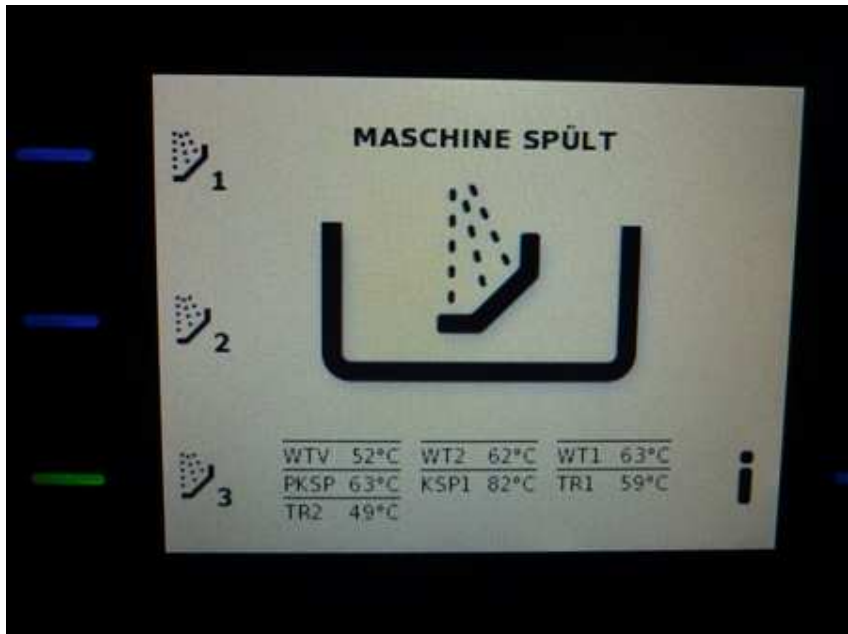 MASCHINE SPÜLT
1
2
3
WTV 52°C WT2 62°C WT1 63°C
PKSP 63°C KSP1 82°C TR1 59°C
TR2 49°C
i